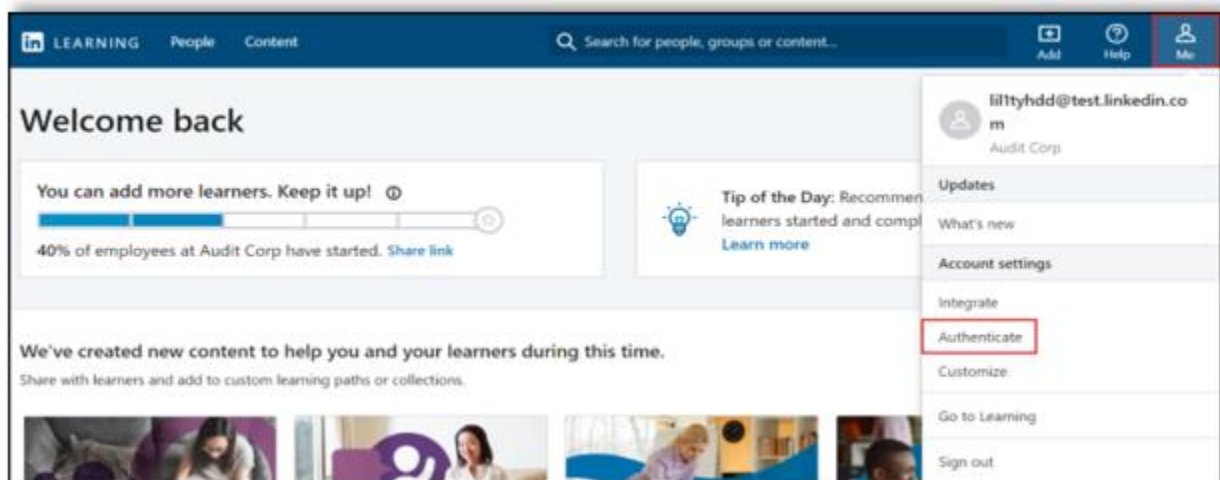 in LEARNING People Content Search for people, groups or content... Add Help Me
Welcome back
You can add more learners. Keep it up!
40% of employees at Audit Corp have started. Share link
Tip of the Day: Recommen
learners started and compl
Learn more
We've created new content to help you and your learners during this time.
Share with learners and add to custom learning paths or collections.
lil1tyhdd@test.linkedin.co
m
Audit Corp
Updates
What's new
Account settings
Integrate
Authenticate
Customize
Go to Learning
Sign out